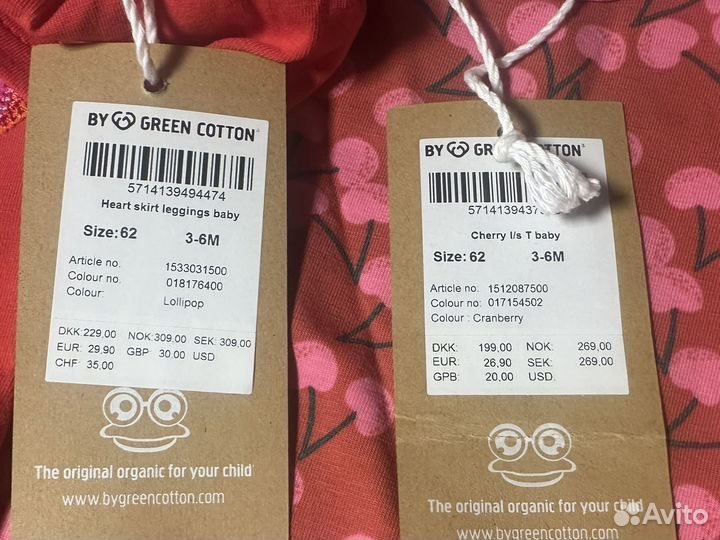 BY GREEN COTTON
5714139494474
Heart skirt leggings baby
Size: 62 3-6M
Article no. 1533031500
Colour no. 018176400
Colour: Lollipop
DKK: 229,00 NOK: 309.00 SEK: 309.00
EUR: 29,90 GBP: 30.00 USD
CHF: 35,00
The original organic for your child
www.bygreencotton.com
BY GREEN COTTON
Cherry l/s T baby
Size: 62 3-6M
Article no: 1512087500
Colour no: 017154502
Colour : Cranberry
DKK: 199,00 NOK: 269,00
EUR: 26,90 SEK: 269,00
GPB: 20,00 USD.
The original organic for your child
www.bygreencotton.com
Avito